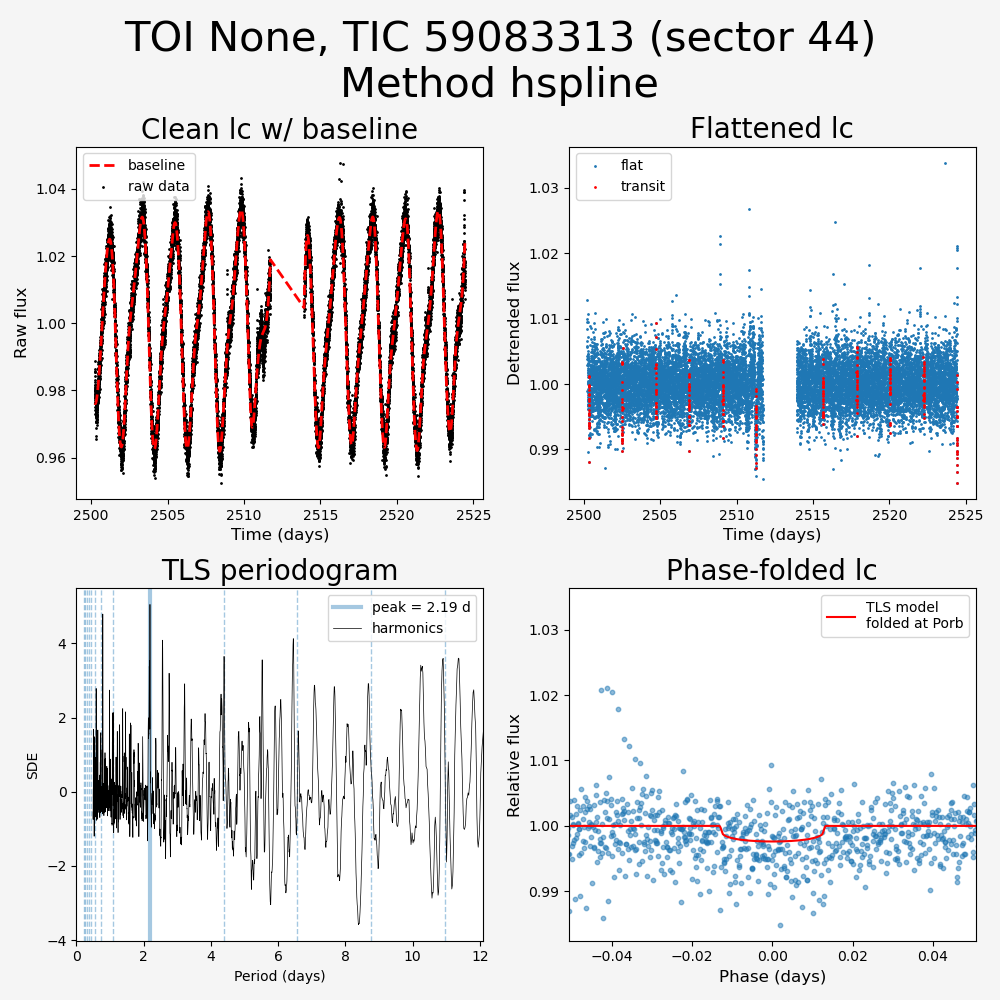 TOI None, TIC 59083313 (sector 44)
Method hspline
Clean lc w/ baseline
baseline
raw data
Raw flux
1.04
1.02
1.00
0.98
0.96
2500
2505
2510
2515
2520
2525
Time (days)
Flattened lc
flat
transit
Detrended flux
1.03
1.02
1.01
1.00
0.99
2500
2505
2510
2515
2520
2525
Time (days)
TLS periodogram
peak = 2.19 d
harmonics
SDE
4
2
0
−2
−4
0
2
4
6
8
10
12
Period (days)
Phase-folded lc
TLS model
folded at Porb
Relative flux
1.03
1.02
1.01
1.00
0.99
−0.04
−0.02
0.00
0.02
0.04
Phase (days)